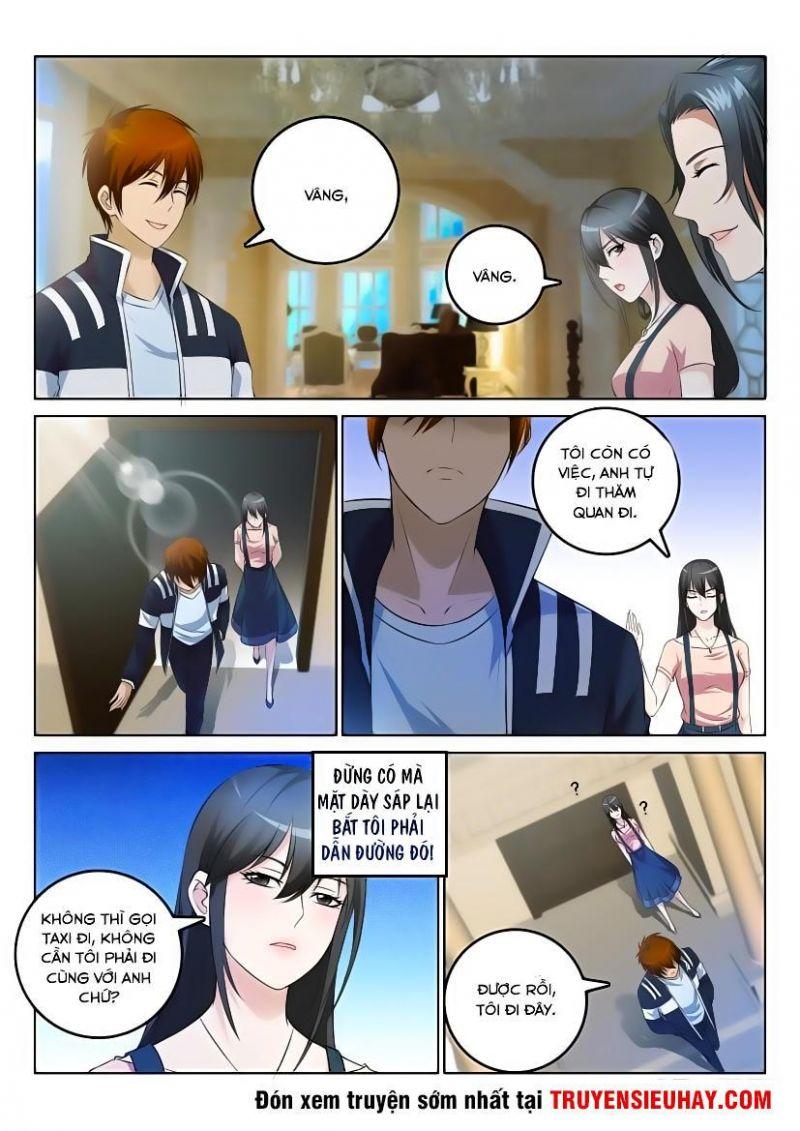 VÂNG,
VÂNG.
TÔI CÒN CÓ
VIỆC, ANH TỰ
ĐI THĂM
QUAN ĐI.
ĐỪNG CÓ MÀ
MẶT DÀY SÁP LẠI
BẮT TÔI PHẢI
DẪN ĐƯỜNG ĐÓ!
KHÔNG THÌ GỌI
TAXI ĐI, KHÔNG
CẦN TÔI PHẢI ĐI
CÙNG VỚI ANH
CHỨ?
?
?
ĐƯỢC RỒI,
TÔI ĐI ĐÂY.
Đón xem truyện sớm nhất tại TRUYENSIEUHAY.COM